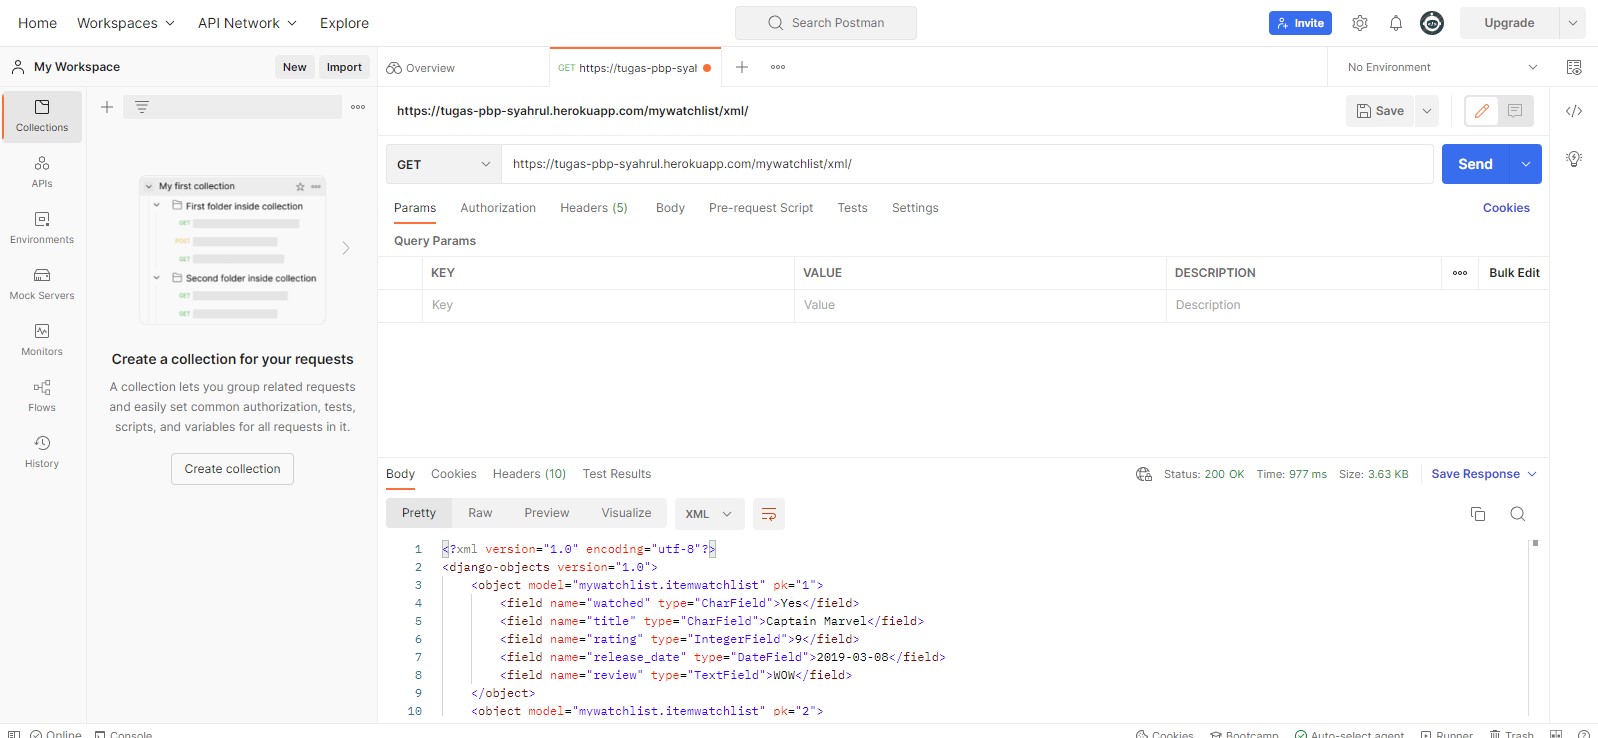 Home Workspaces API Network Explore Search Postman Invite Upgrade
My Workspace New Import Overview GET https://tugas-pbp-syal No Environment
Collections
APIs
Environments
Mock Servers
Monitors
Flows
History
My first collection
First folder inside collection
GET
POST
GET
Second folder inside collection
GET
GET
Create a collection for your requests
A collection lets you group related requests
and easily set common authorization, tests,
scripts, and variables for all requests in it.
Create collection
https://tugas-pbp-syahrul.herokuapp.com/mywatchlist/xml/ Save
GET https://tugas-pbp-syahrul.herokuapp.com/mywatchlist/xml/ Send
Params Authorization Headers (5) Body Pre-request Script Tests Settings Cookies
Query Params
KEY VALUE DESCRIPTION Bulk Edit
Key Value Description
Body Cookies Headers (10) Test Results Status: 200 OK Time: 977 ms Size: 3.63 KB Save Response
Pretty Raw Preview Visualize XML
1 <?xml version="1.0" encoding="utf-8"?>
2 <django-objects version="1.0">
3 <object model="mywatchlist.itemwatchlist" pk="1">
4 <field name="watched" type="CharField">Yes</field>
5 <field name="title" type="CharField">Captain Marvel</field>
6 <field name="rating" type="IntegerField">9</field>
7 <field name="release_date" type="DateField">2019-03-08</field>
8 <field name="review" type="TextField">WOW</field>
9 </object>
10 <object model="mywatchlist.itemwatchlist" pk="2">
Online Console Cookies Bootcamp Auto-select agent Runner Trash